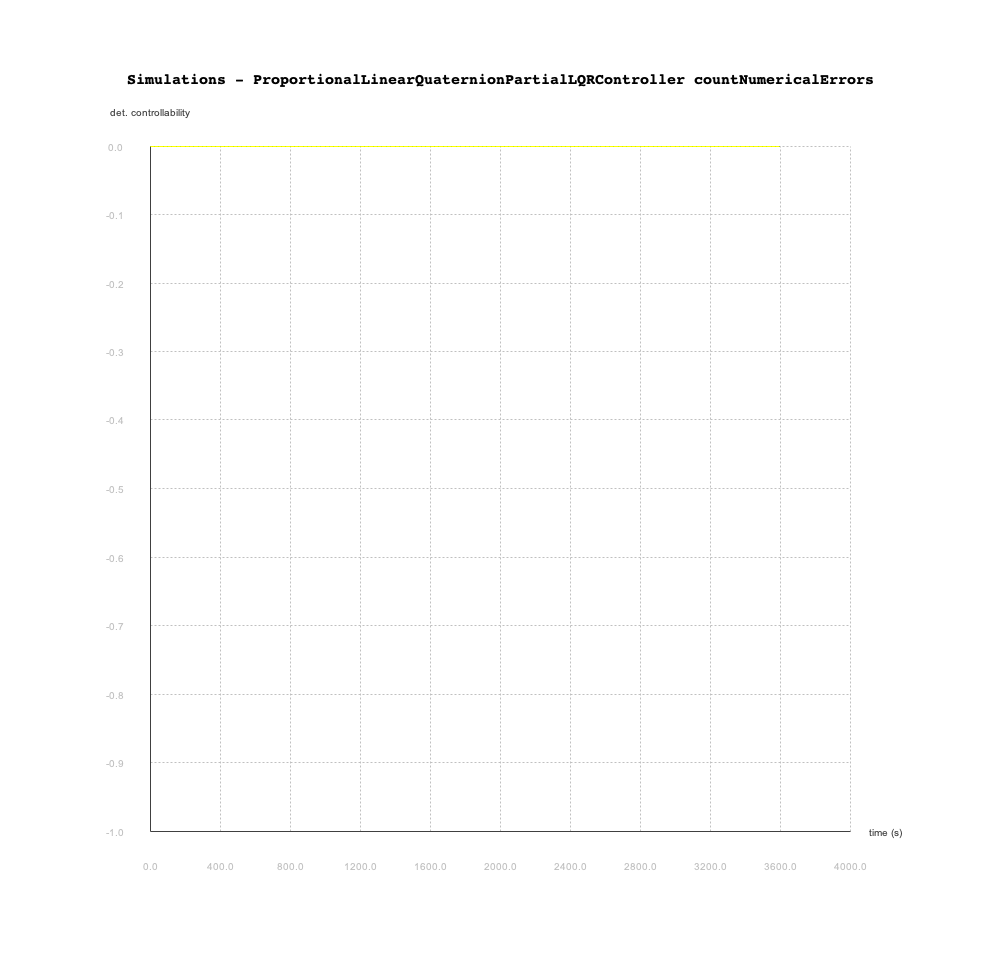 Simulations - ProportionalLinearQuaternionPartialLQRController countNumericalErrors
det. controllability
0.0
-0.1
-0.2
-0.3
-0.4
-0.5
-0.6
-0.7
-0.8
-0.9
-1.0
time (s)
0.0 400.0 800.0 1200.0 1600.0 2000.0 2400.0 2800.0 3200.0 3600.0 4000.0